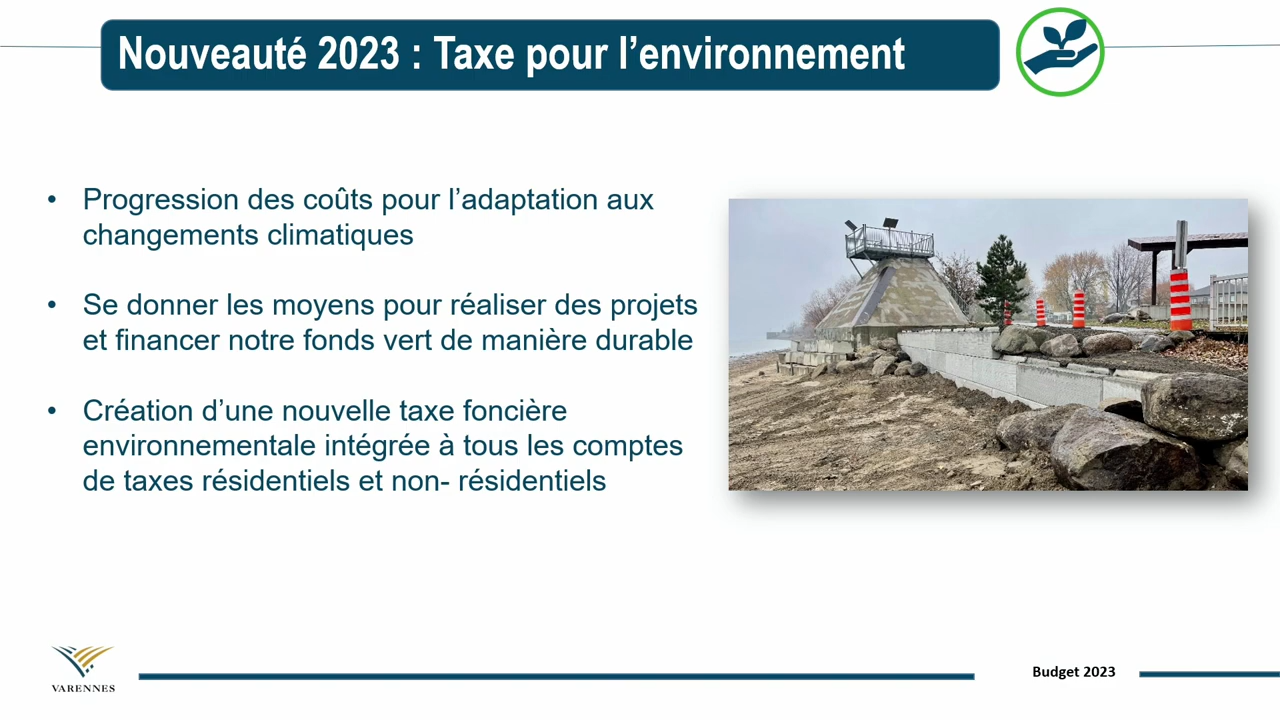 Nouveauté 2023 : Taxe pour l’environnement
• Progression des coûts pour l’adaptation aux
changements climatiques
• Se donner les moyens pour réaliser des projets
et financer notre fonds vert de manière durable
• Création d’une nouvelle taxe foncière
environnementale intégrée à tous les comptes
de taxes résidentiels et non- résidentiels
VARENNES
Budget 2023